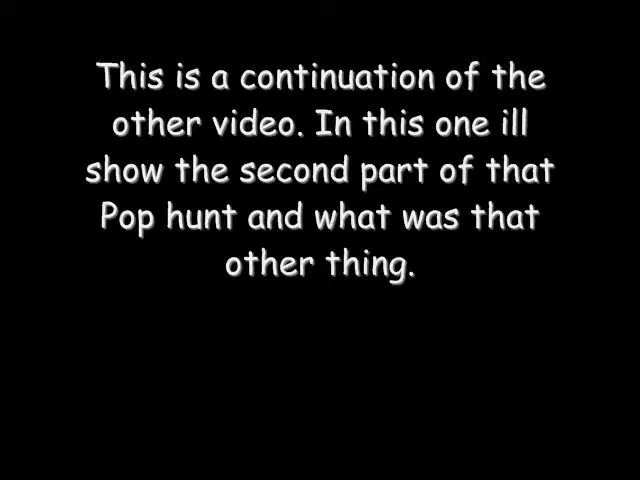 This is a continuation of the
other video. In this one ill
show the second part of that
Pop hunt and what was that
other thing.